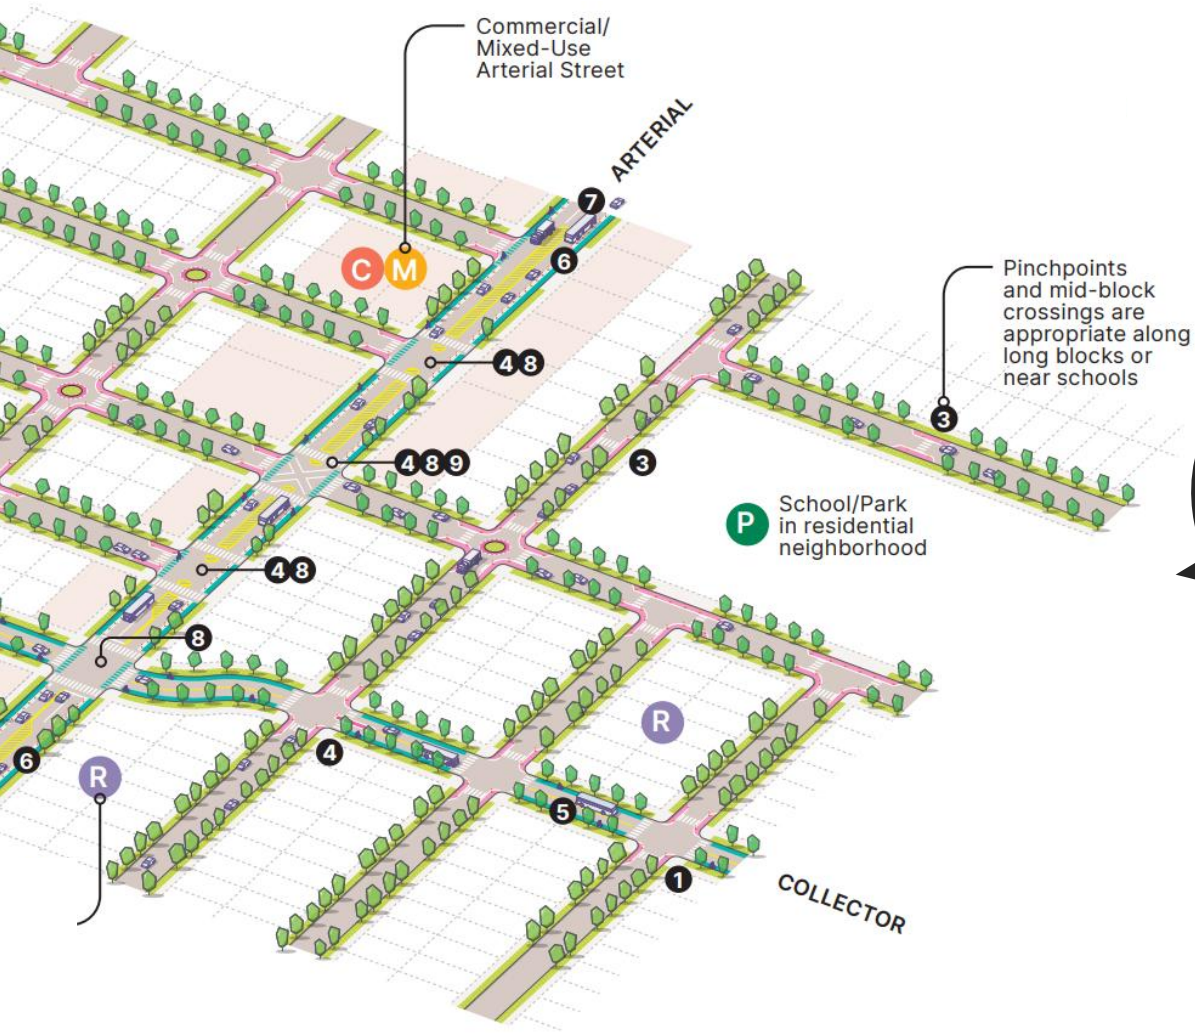 Commercial/
Mixed-Use
Arterial Street
ARTERIAL
7
6
C M
Pinchpoints
and mid-block
crossings are
appropriate along
long blocks or
near schools
3
4 8
4 8 9
3
P
School/Park
in residential
neighborhood
4 8
8
R
6
4
R
5
1
COLLECTOR